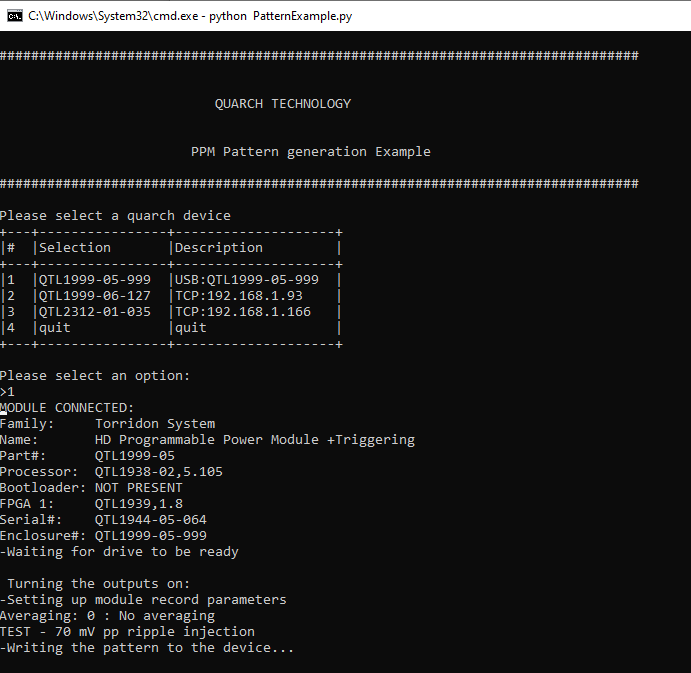 C:\Windows\System32\cmd.exe - python  PatternExample.py
################################################################################
QUARCH TECHNOLOGY
PPM Pattern generation Example
################################################################################
Please select a quarch device
+---+----------------+--------------------+
|#  |Selection       |Description         |
+---+----------------+--------------------+
|1  |QTL1999-05-999  |USB:QTL1999-05-999  |
|2  |QTL1999-06-127  |TCP:192.168.1.93    |
|3  |QTL2312-01-035  |TCP:192.168.1.166   |
|4  |quit            |quit                |
+---+----------------+--------------------+
Please select an option:
>1
MODULE CONNECTED:
Family:     Torridon System
Name:       HD Programmable Power Module +Triggering
Part#:      QTL1999-05
Processor:  QTL1938-02,5.105
Bootloader: NOT PRESENT
FPGA 1:     QTL1939,1.8
Serial#:    QTL1944-05-064
Enclosure#: QTL1999-05-999
-Waiting for drive to be ready
Turning the outputs on:
-Setting up module record parameters
Averaging: 0 : No averaging
TEST - 70 mV pp ripple injection
-Writing the pattern to the device...